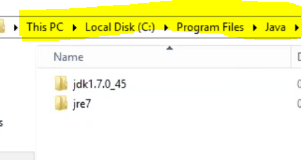 This PC ▸ Local Disk (C:) ▸ Program Files ▸ Java ▸
Name
jdk1.7.0_45
jre7